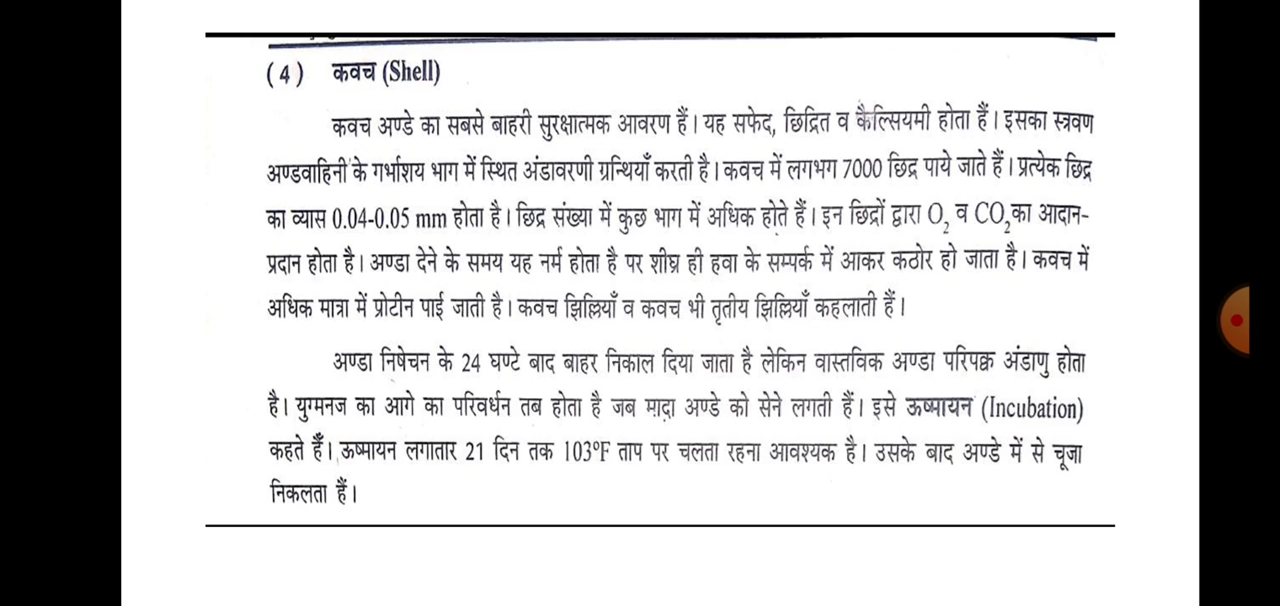 (4) कवच (Shell)
कवच अण्डे का सबसे बाहरी सुरक्षात्मक आवरण हैं। यह सफेद, छिद्रित व कैल्सियमी होता हैं। इसका स्त्रवण
अण्डवाहिनी के गर्भाशय भाग में स्थित अंडावरणी ग्रन्थियाँ करती है। कवच में लगभग 7000 छिद्र पाये जाते हैं। प्रत्येक छिद्र
का व्यास 0.04-0.05 mm होता है। छिद्र संख्या में कुछ भाग में अधिक होते हैं। इन छिद्रों द्वारा O₂ व CO₂ का आदान-
प्रदान होता है। अण्डा देने के समय यह नर्म होता है पर शीघ्र ही हवा के सम्पर्क में आकर कठोर हो जाता है। कवच में
अधिक मात्रा में प्रोटीन पाई जाती है। कवच झिल्लियाँ व कवच भी तृतीय झिल्लियाँ कहलाती हैं।
अण्डा निषेचन के 24 घण्टे बाद बाहर निकाल दिया जाता है लेकिन वास्तविक अण्डा परिपक्व अंडाणु होता
है। युग्मनज का आगे का परिवर्धन तब होता है जब मादा अण्डे को सेने लगती हैं। इसे ऊष्मायन (Incubation)
कहते हैं। ऊष्मायन लगातार 21 दिन तक 103°F ताप पर चलता रहना आवश्यक है। उसके बाद अण्डे में से चूजा
निकलता हैं।